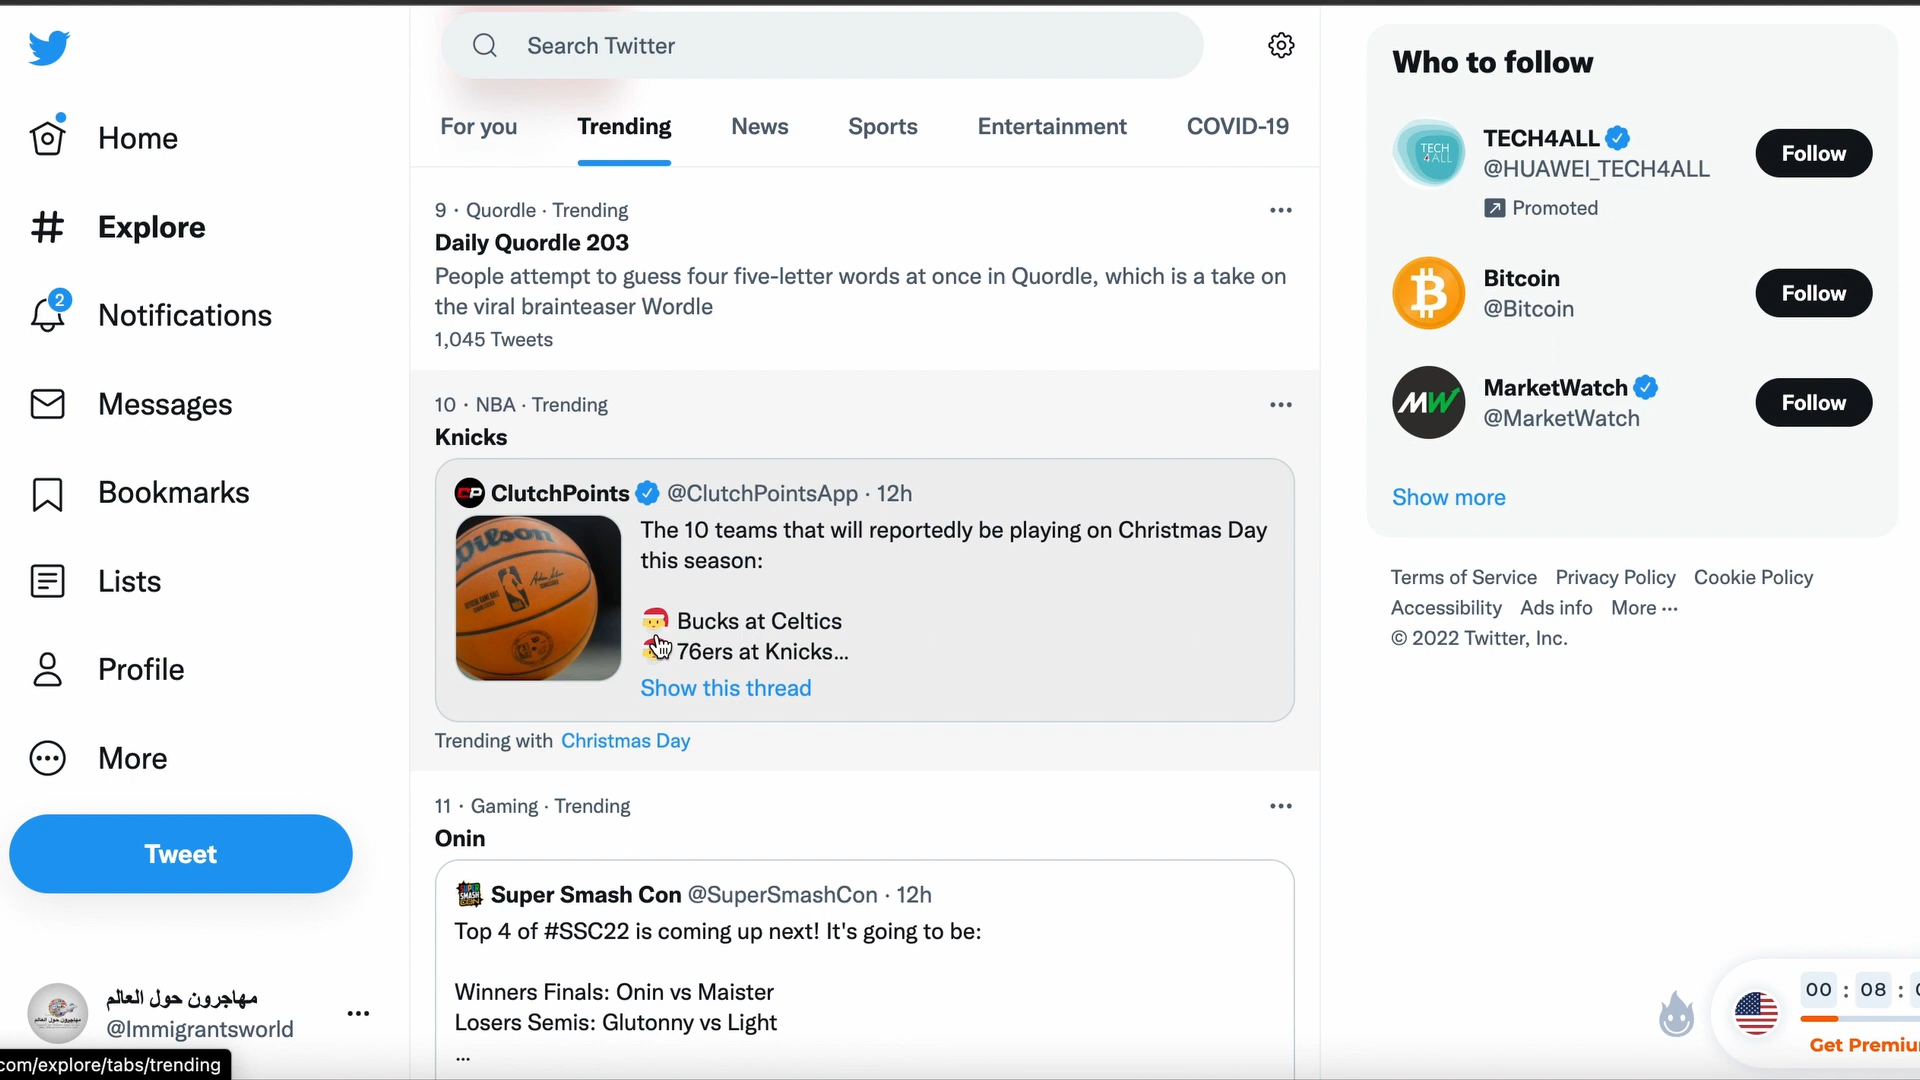 Search Twitter
For you
Trending
News
Sports
Entertainment
COVID-19
Home
Explore
2
Notifications
Messages
Bookmarks
Lists
Profile
More
Tweet
مهاجرون حول العالم
@Immigrantsworld
com/explore/tabs/trending
9 · Quordle · Trending
Daily Quordle 203
People attempt to guess four five-letter words at once in Quordle, which is a take on
the viral brainteaser Wordle
1,045 Tweets
10 · NBA · Trending
Knicks
CP ClutchPoints @ClutchPointsApp · 12h
Wilson
The 10 teams that will reportedly be playing on Christmas Day
this season:
Bucks at Celtics
76ers at Knicks...
Show this thread
Trending with Christmas Day
11 · Gaming · Trending
Onin
Super Smash Con @SuperSmashCon · 12h
Top 4 of #SSC22 is coming up next! It's going to be:
Winners Finals: Onin vs Maister
Losers Semis: Glutonny vs Light
...
Who to follow
TECH
4ALL
TECH4ALL
@HUAWEI_TECH4ALL
Promoted
Follow
Bitcoin
@Bitcoin
Follow
MW
MarketWatch
@MarketWatch
Follow
Show more
Terms of Service Privacy Policy Cookie Policy
Accessibility Ads info More ···
© 2022 Twitter, Inc.
00 : 08 :
Get Premiu